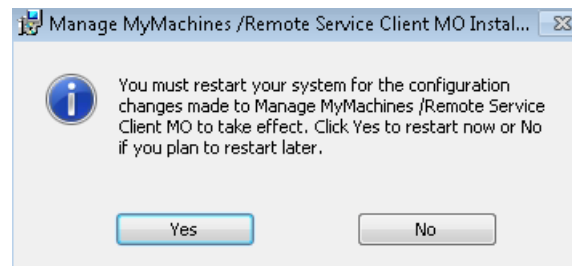 Manage MyMachines /Remote Service Client MO Instal...
You must restart your system for the configuration
changes made to Manage MyMachines /Remote Service
Client MO to take effect. Click Yes to restart now or No
if you plan to restart later.
Yes
No